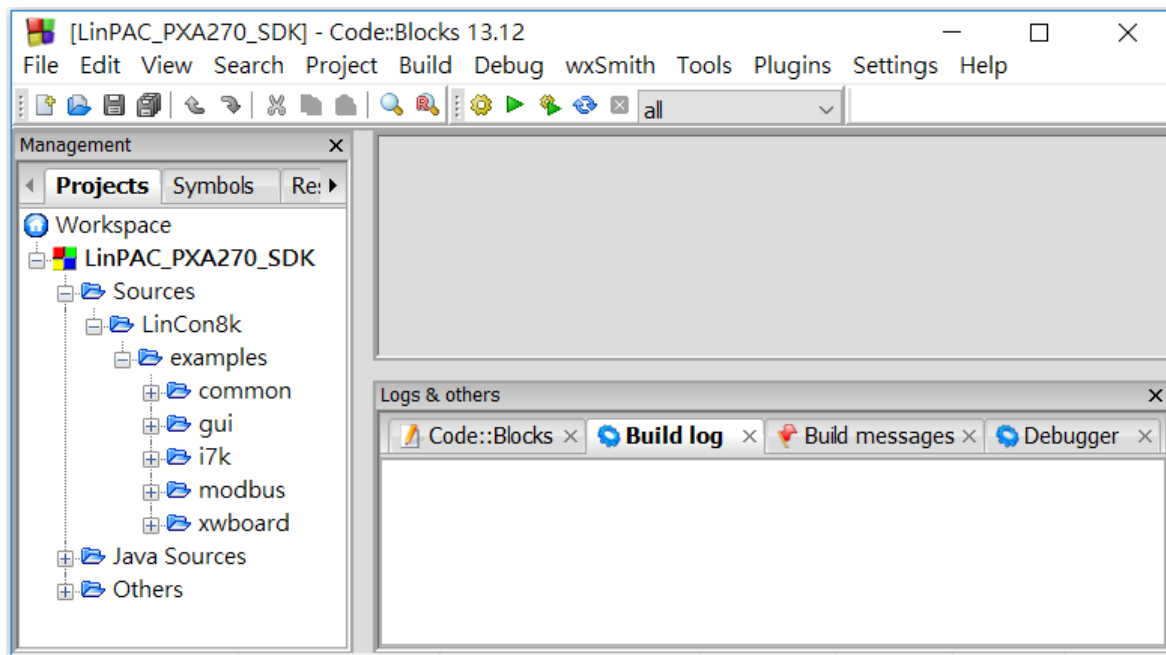 [LinPAC_PXA270_SDK] - Code::Blocks 13.12
File Edit View Search Project Build Debug wxSmith Tools Plugins Settings Help
all
Management
Projects Symbols Re
Workspace
LinPAC_PXA270_SDK
Sources
LinCon8k
examples
common
gui
i7k
modbus
xwboard
Java Sources
Others
Logs & others
Code::Blocks Build log Build messages Debugger